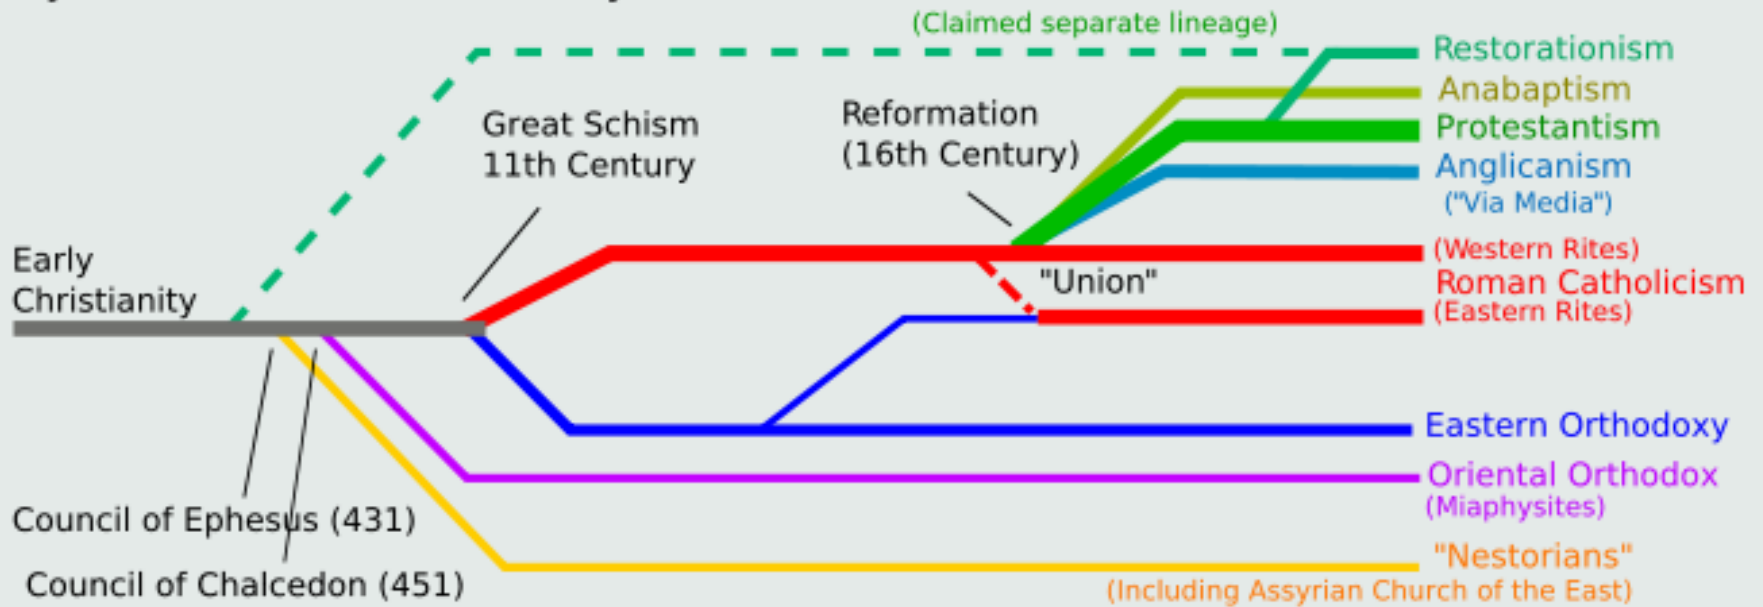 (Claimed separate lineage)
Restorationism
Anabaptism
Great Schism
11th Century
Reformation
(16th Century)
Protestantism
Anglicanism
("Via Media")
Early
Christianity
(Western Rites)
"Union"
Roman Catholicism
(Eastern Rites)
Eastern Orthodoxy
Oriental Orthodox
(Miaphysites)
Council of Ephesus (431)
"Nestorians"
Council of Chalcedon (451)
(Including Assyrian Church of the East)